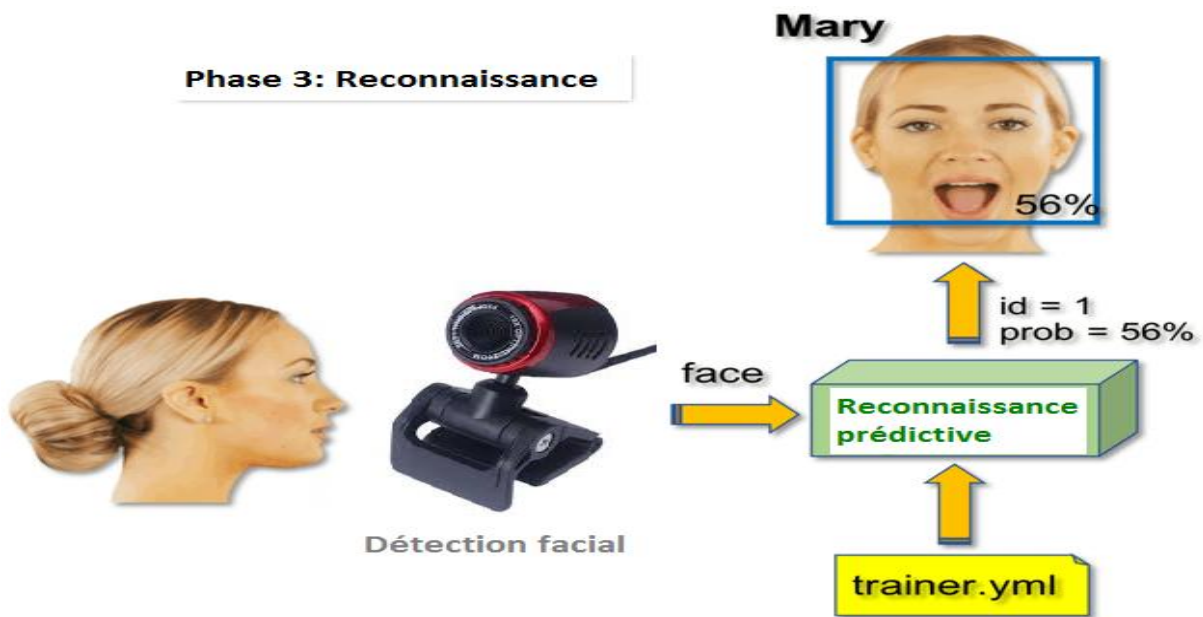 Mary
Phase 3: Reconnaissance
56%
id = 1
prob = 56%
face
Reconnaissance
prédictive
Détection facial
trainer.yml